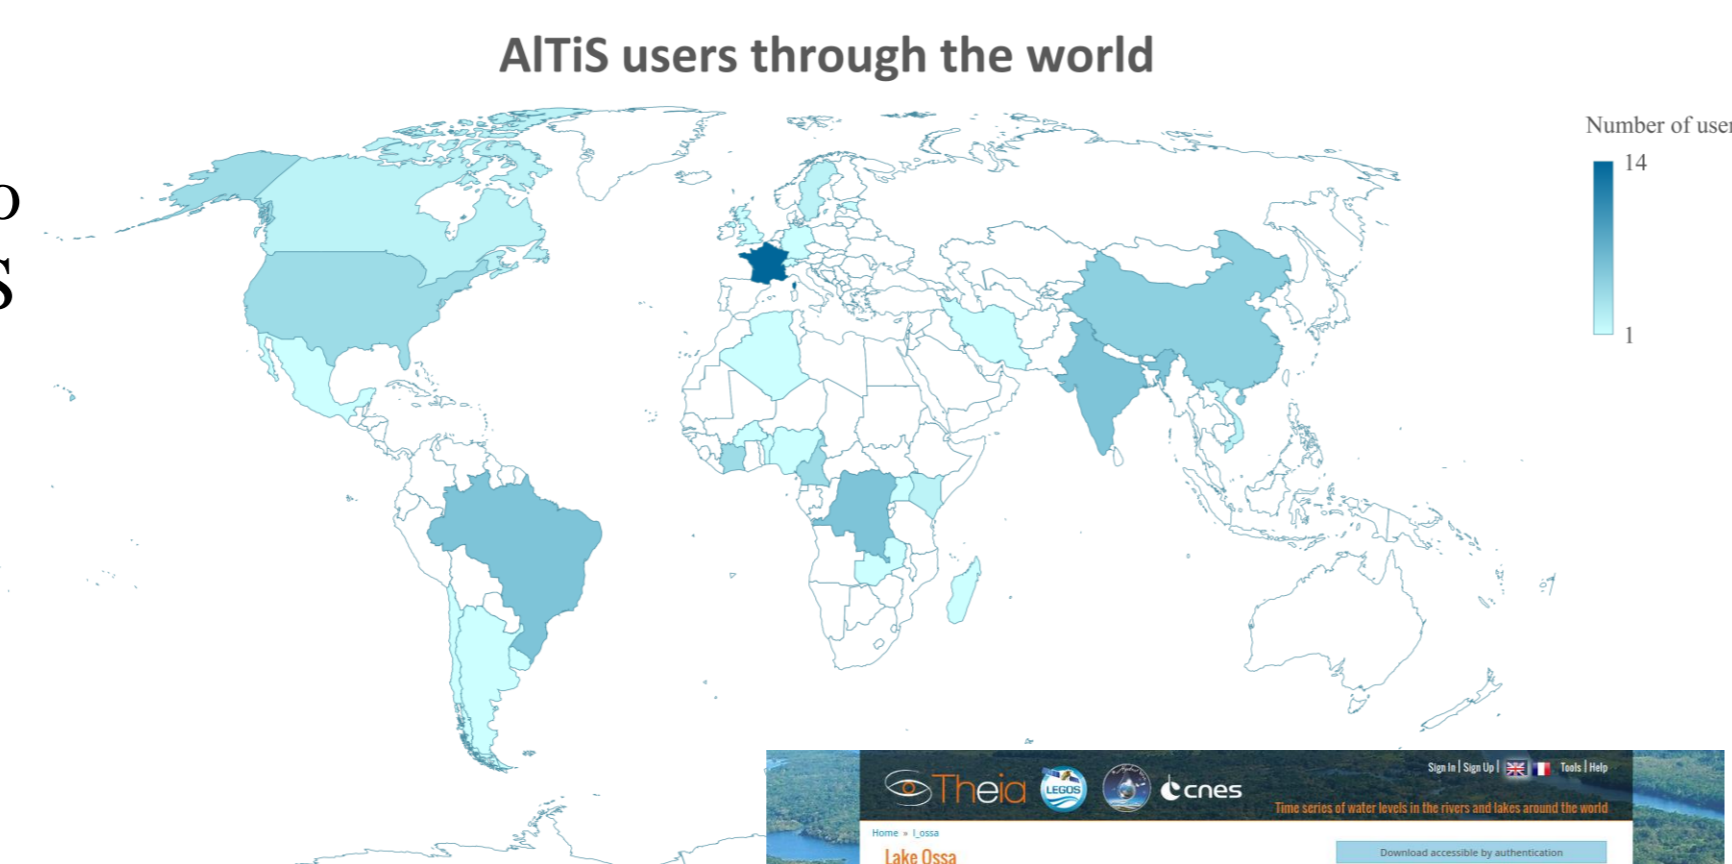 AlTiS users through the world
Number of user
14
1
o
S
Theia
LEGOS
cnes
Sign In | Sign Up | Tools | Help
Time series of water levels in the rivers and lakes around the world
Home » l_ossa
Lake Ossa
Download accessible by authentication